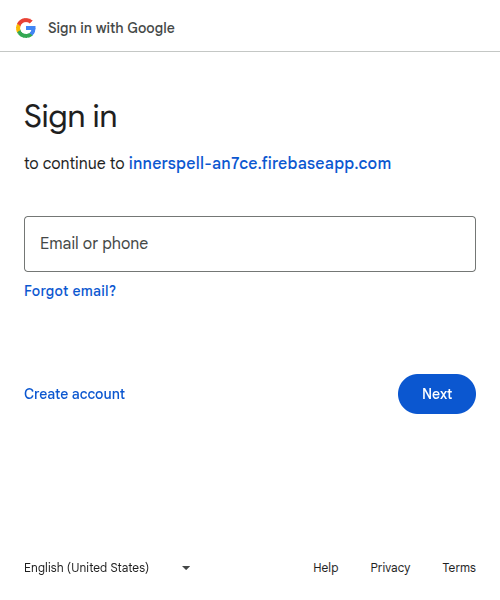 Sign in with Google
Sign in
to continue to innerspell-an7ce.firebaseapp.com
Email or phone
Forgot email?
Create account
Next
English (United States)
Help
Privacy
Terms